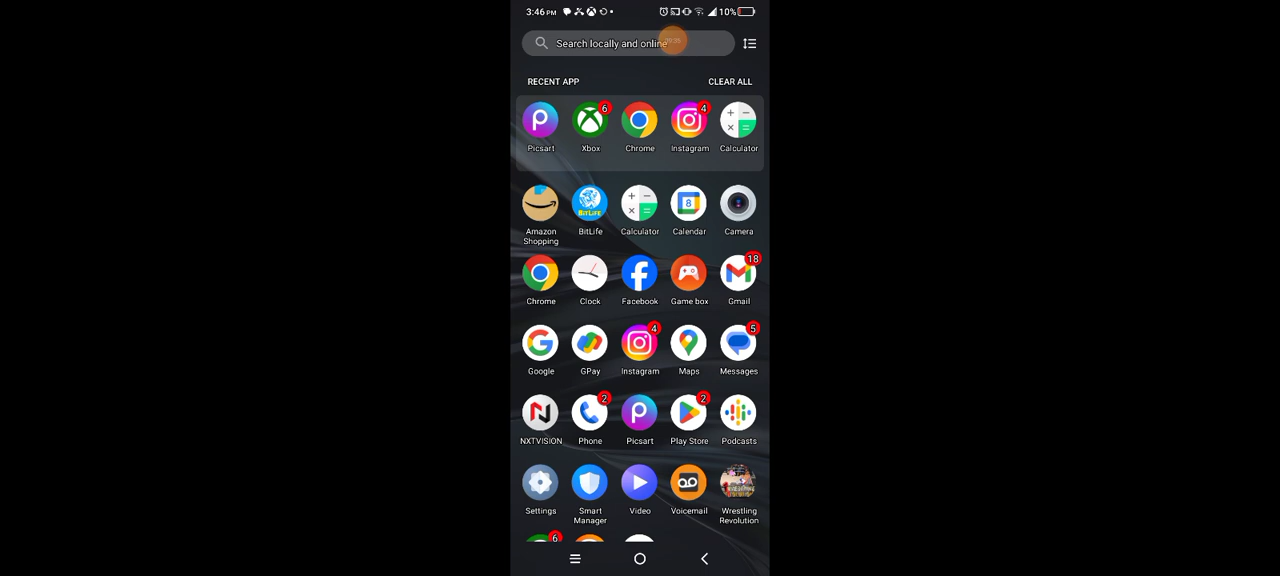 3:46 PM 10%
Search locally and online
RECENT APP CLEAR ALL
6 4
Picsart Xbox Chrome Instagram Calculator
BitLife 8
Amazon Shopping BitLife Calculator Calendar Camera
18
Chrome Clock Facebook Game box Gmail
4 5
Google GPay Instagram Maps Messages
2 2
NXTVISION Phone Picsart Play Store Podcasts
Settings Smart Manager Video Voicemail Wrestling Revolution
6